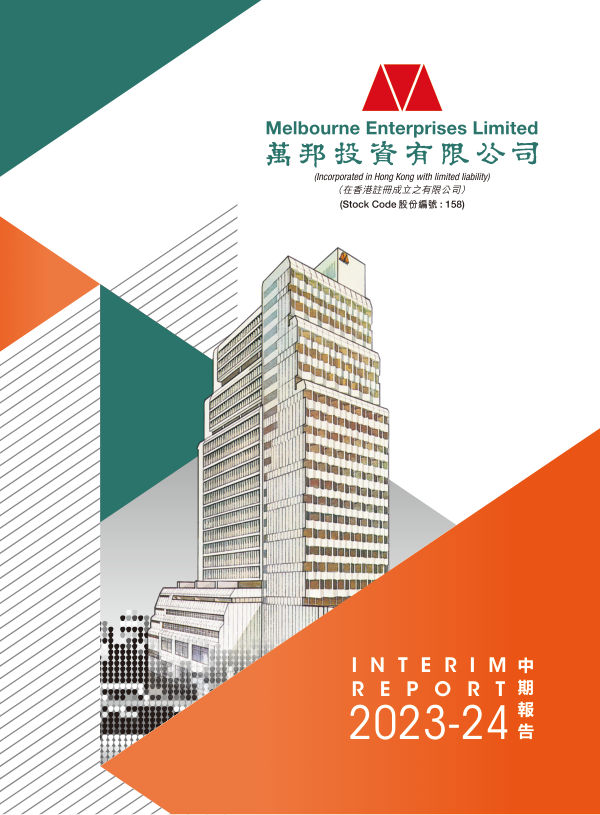 Melbourne Enterprises Limited
萬邦投資有限公司
(Incorporated in Hong Kong with limited liability)
（在香港註冊成立之有限公司）
(Stock Code 股份編號 : 158)
INTERIM
REPORT
2023-24
中期報告